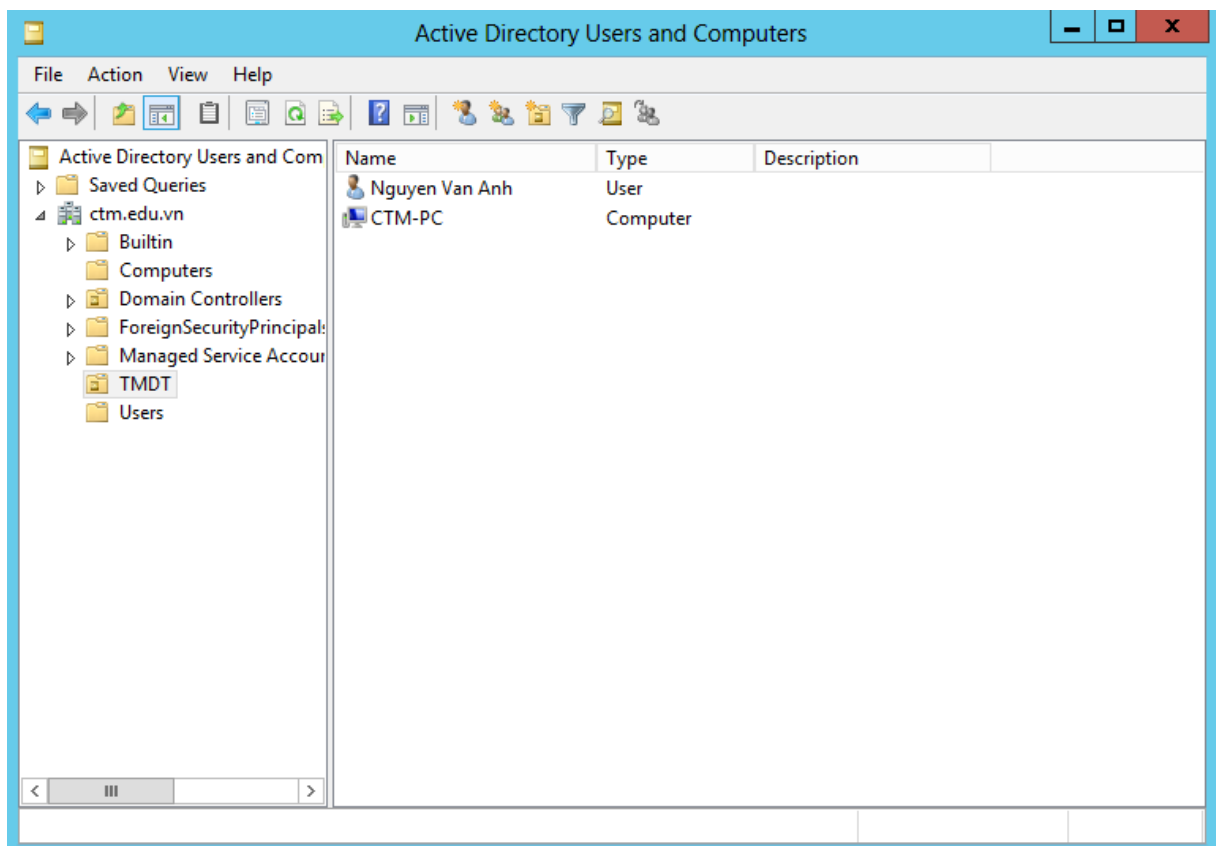 Active Directory Users and Computers
File Action View Help
Active Directory Users and Com
Saved Queries
ctm.edu.vn
Builtin
Computers
Domain Controllers
ForeignSecurityPrincipals
Managed Service Accour
TMDT
Users
Name Type Description
Nguyen Van Anh User
CTM-PC Computer